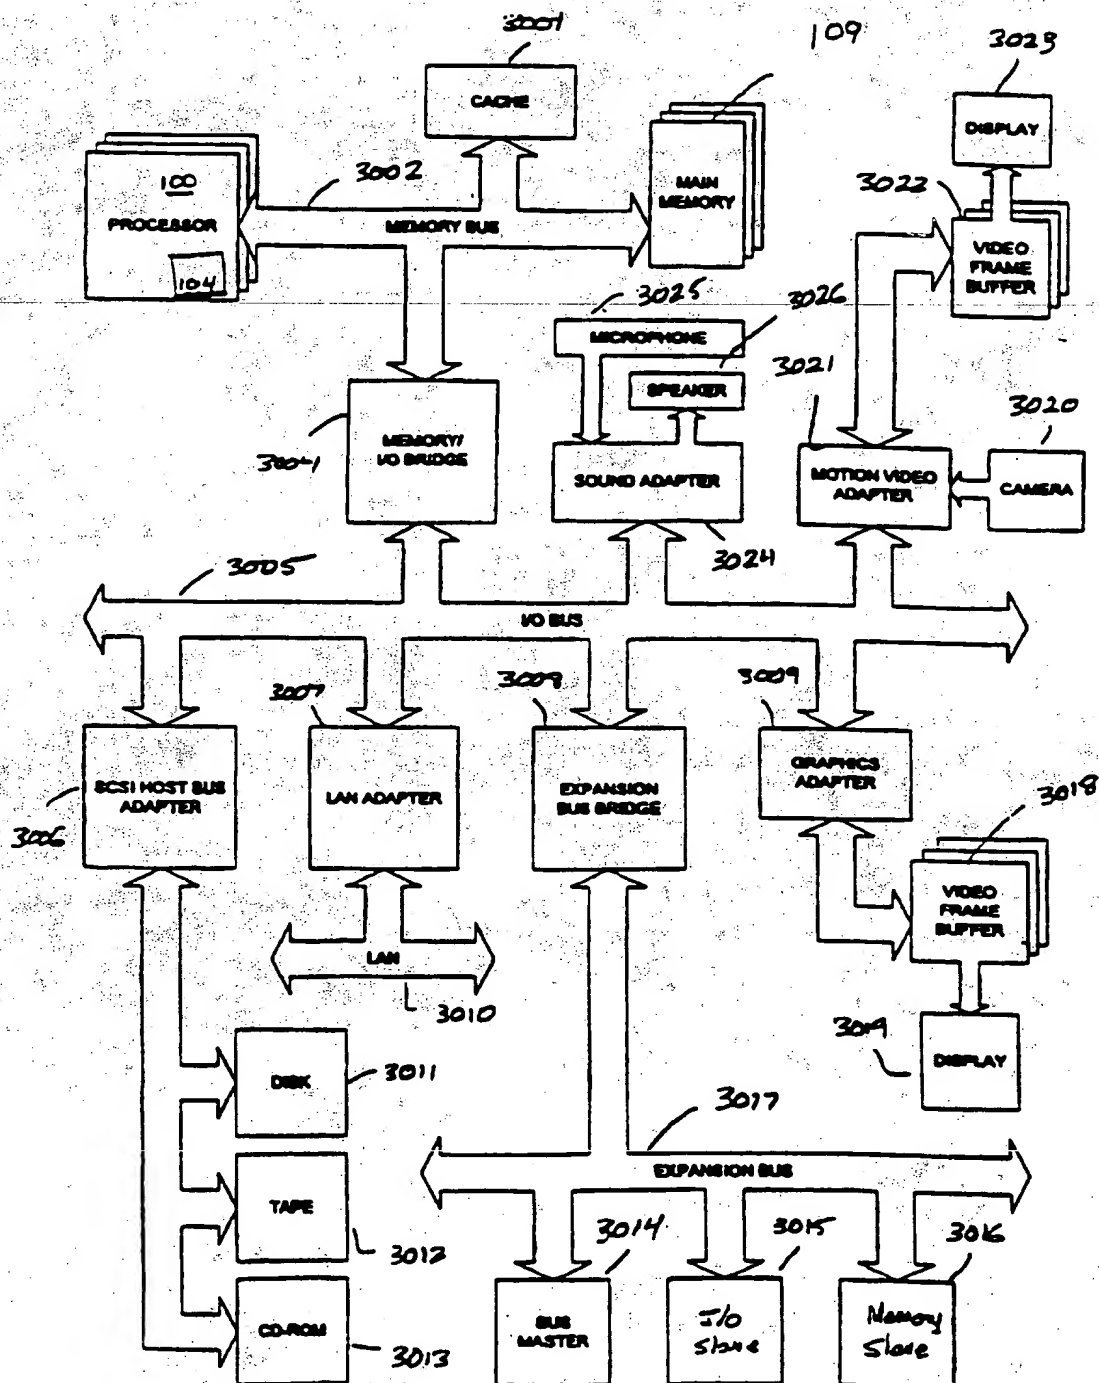 3001
109
3023
CACHE
DISPLAY
100
3002
MAIN
MEMORY
3022
PROCESSOR
MEMORY BUS
VIDEO
FRAME
BUFFER
104
3025
3026
MICROPHONE
3021
SPEAKER
3020
MEMORY/
I/O BRIDGE
3004
SOUND ADAPTER
MOTION VIDEO
ADAPTER
CAMERA
3005
3024
I/O BUS
3007
3008
3009
SCSI HOST BUS
ADAPTER
LAN ADAPTER
EXPANSION
BUS BRIDGE
GRAPHICS
ADAPTER
3006
3018
VIDEO
FRAME
BUFFER
LAN
3010
3019
DISPLAY
DISK
3011
3017
EXPANSION BUS
TAPE
3012
3014
3015
3016
CD-ROM
3013
BUS
MASTER
I/O
Slave
Memory
Slave